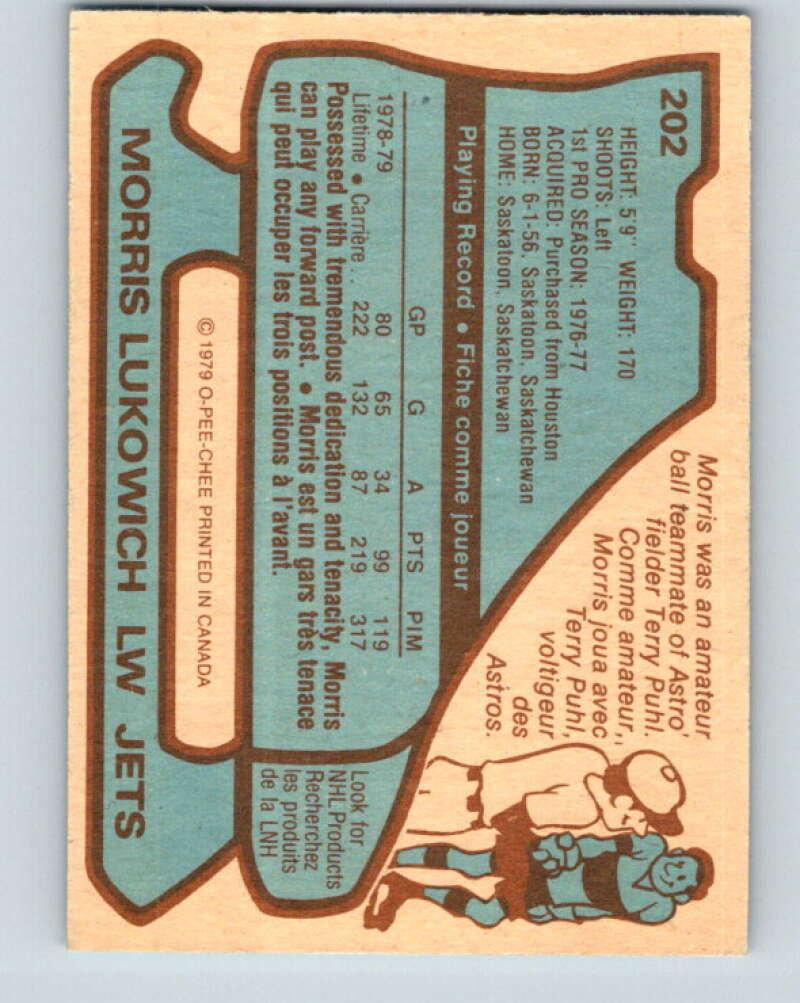 202
HEIGHT: 5'9" WEIGHT: 170
SHOOTS: Left
1st PRO SEASON: 1976-77
ACQUIRED: Purchased from Houston
BORN: 6-1-56, Saskatoon, Saskatchewan
HOME: Saskatoon, Saskatchewan
Morris was an amateur
ball teammate of Astro'
fielder Terry Puhl.
Comme amateur,
Morris joua avec
Terry Puhl,
voltigeur
des
Astros.
Playing Record • Fiche comme joueur
GP G A PTS PIM
1978-79 80 65 34 99 119
Lifetime • Carrière .. 222 132 87 219 317
Possessed with tremendous dedication and tenacity, Morris
can play any forward post. • Morris est un gars très tenace
qui peut occuper les trois positions à l'avant.
Look for
NHL Products
Recherchez
les produits
de la LNH
© 1979 O-PEE-CHEE PRINTED IN CANADA
MORRIS LUKOWICH LW JETS